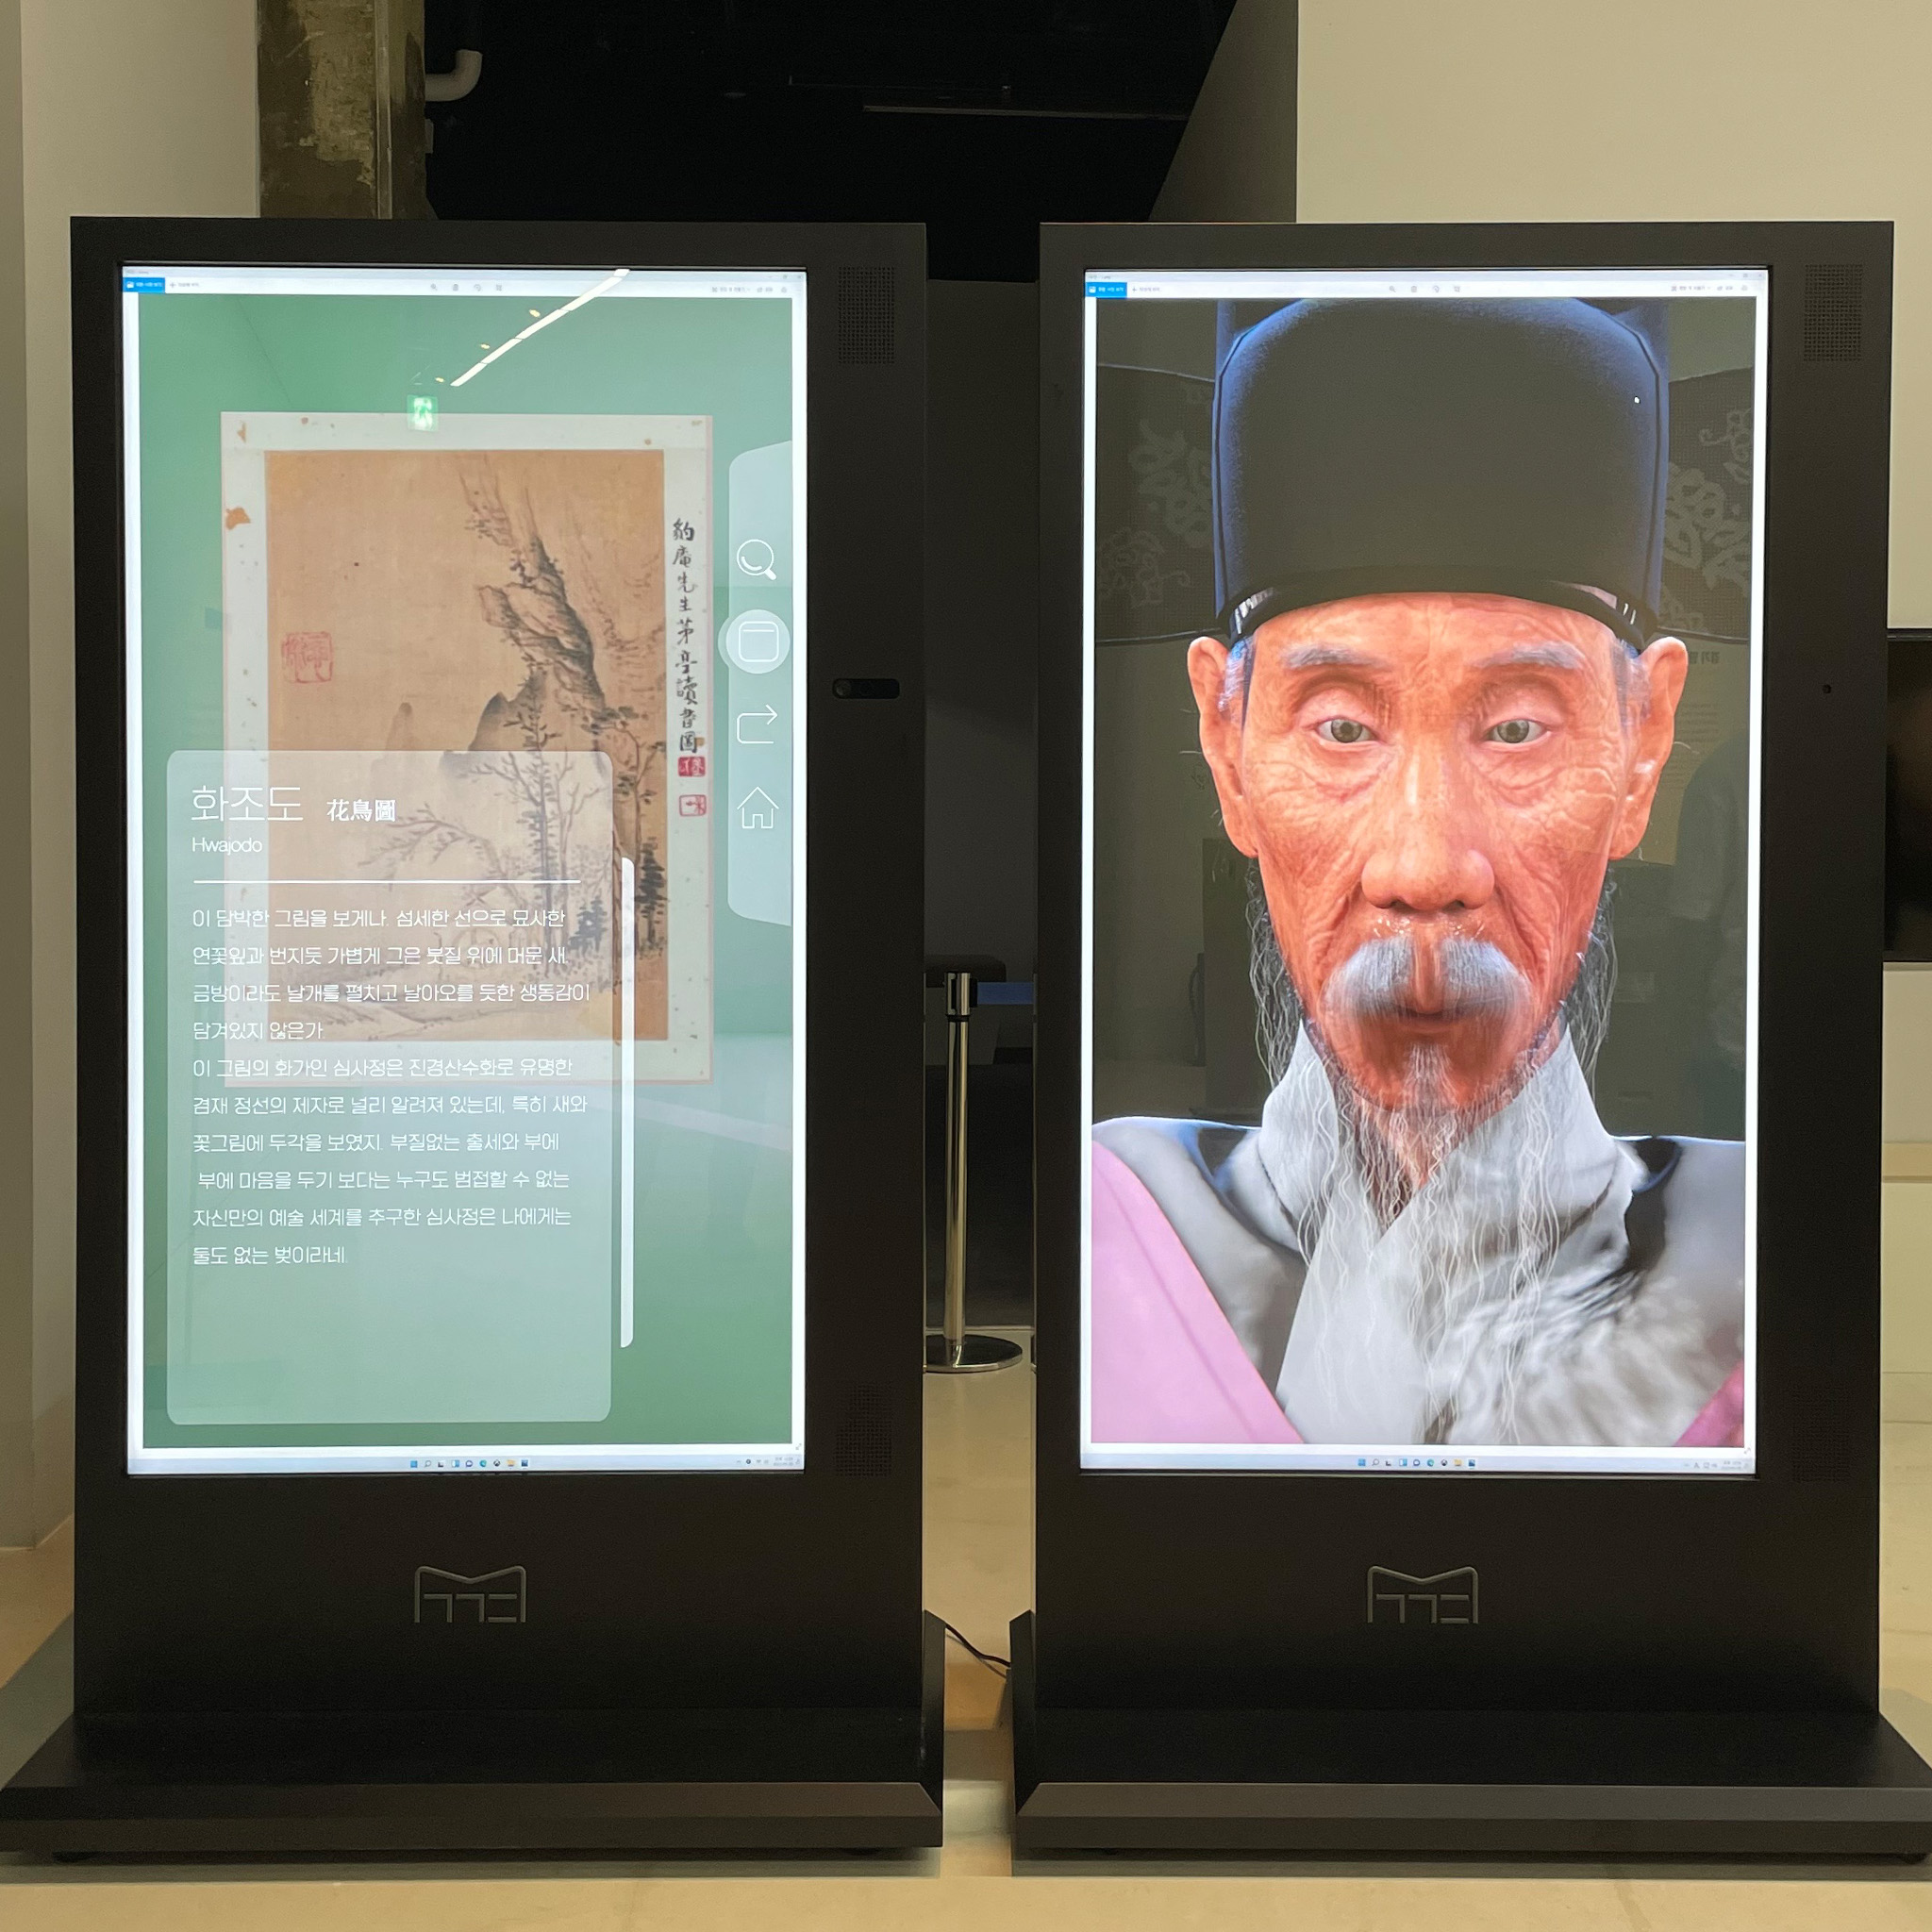 豹庵先生茅亭讀書圖
화조도 花鳥圖
Hwajodo
이 담박한 그림을 보게나. 섬세한 선으로 묘사한
연꽃잎과 번지듯 가볍게 그은 붓질 위에 머문 새.
금방이라도 날개를 펼치고 날아오를 듯한 생동감이
담겨있지 않은가.
이 그림의 화가인 심사정은 진경산수화로 유명한
겸재 정선의 제자로 널리 알려져 있는데, 특히 새와
꽃그림에 두각을 보였지. 부질없는 출세와 부에
부에 마음을 두기 보다는 누구도 범접할 수 없는
자신만의 예술 세계를 추구한 심사정은 나에게는
둘도 없는 벗이라네.